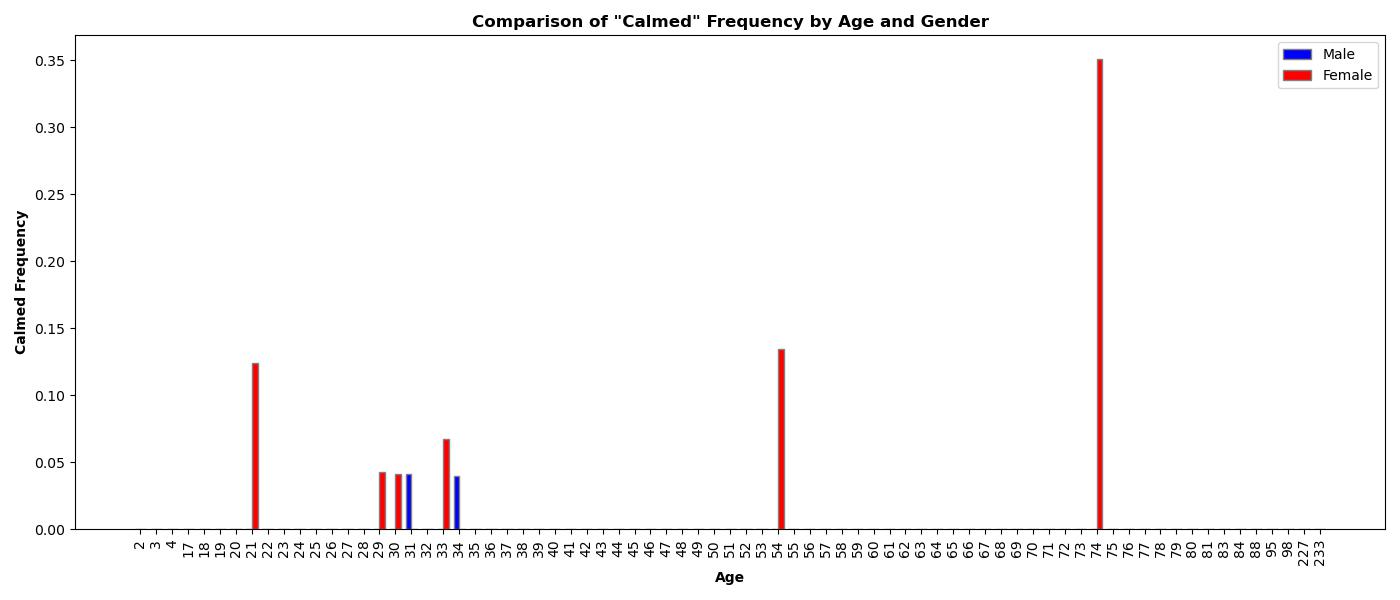 Comparison of "Calmed" Frequency by Age and Gender
Male
Female
Calmed Frequency
0.35
0.30
0.25
0.20
0.15
0.10
0.05
0.00
2 3 4 17 18 19 20 21 22 23 24 25 26 27 28 29 30 31 32 33 34 35 36 37 38 39 40 41 42 43 44 45 46 47 48 49 50 51 52 53 54 55 56 57 58 59 60 61 62 63 64 65 66 67 68 69 70 71 72 73 74 75 76 77 78 79 80 81 83 84 88 95 98 227 233
Age